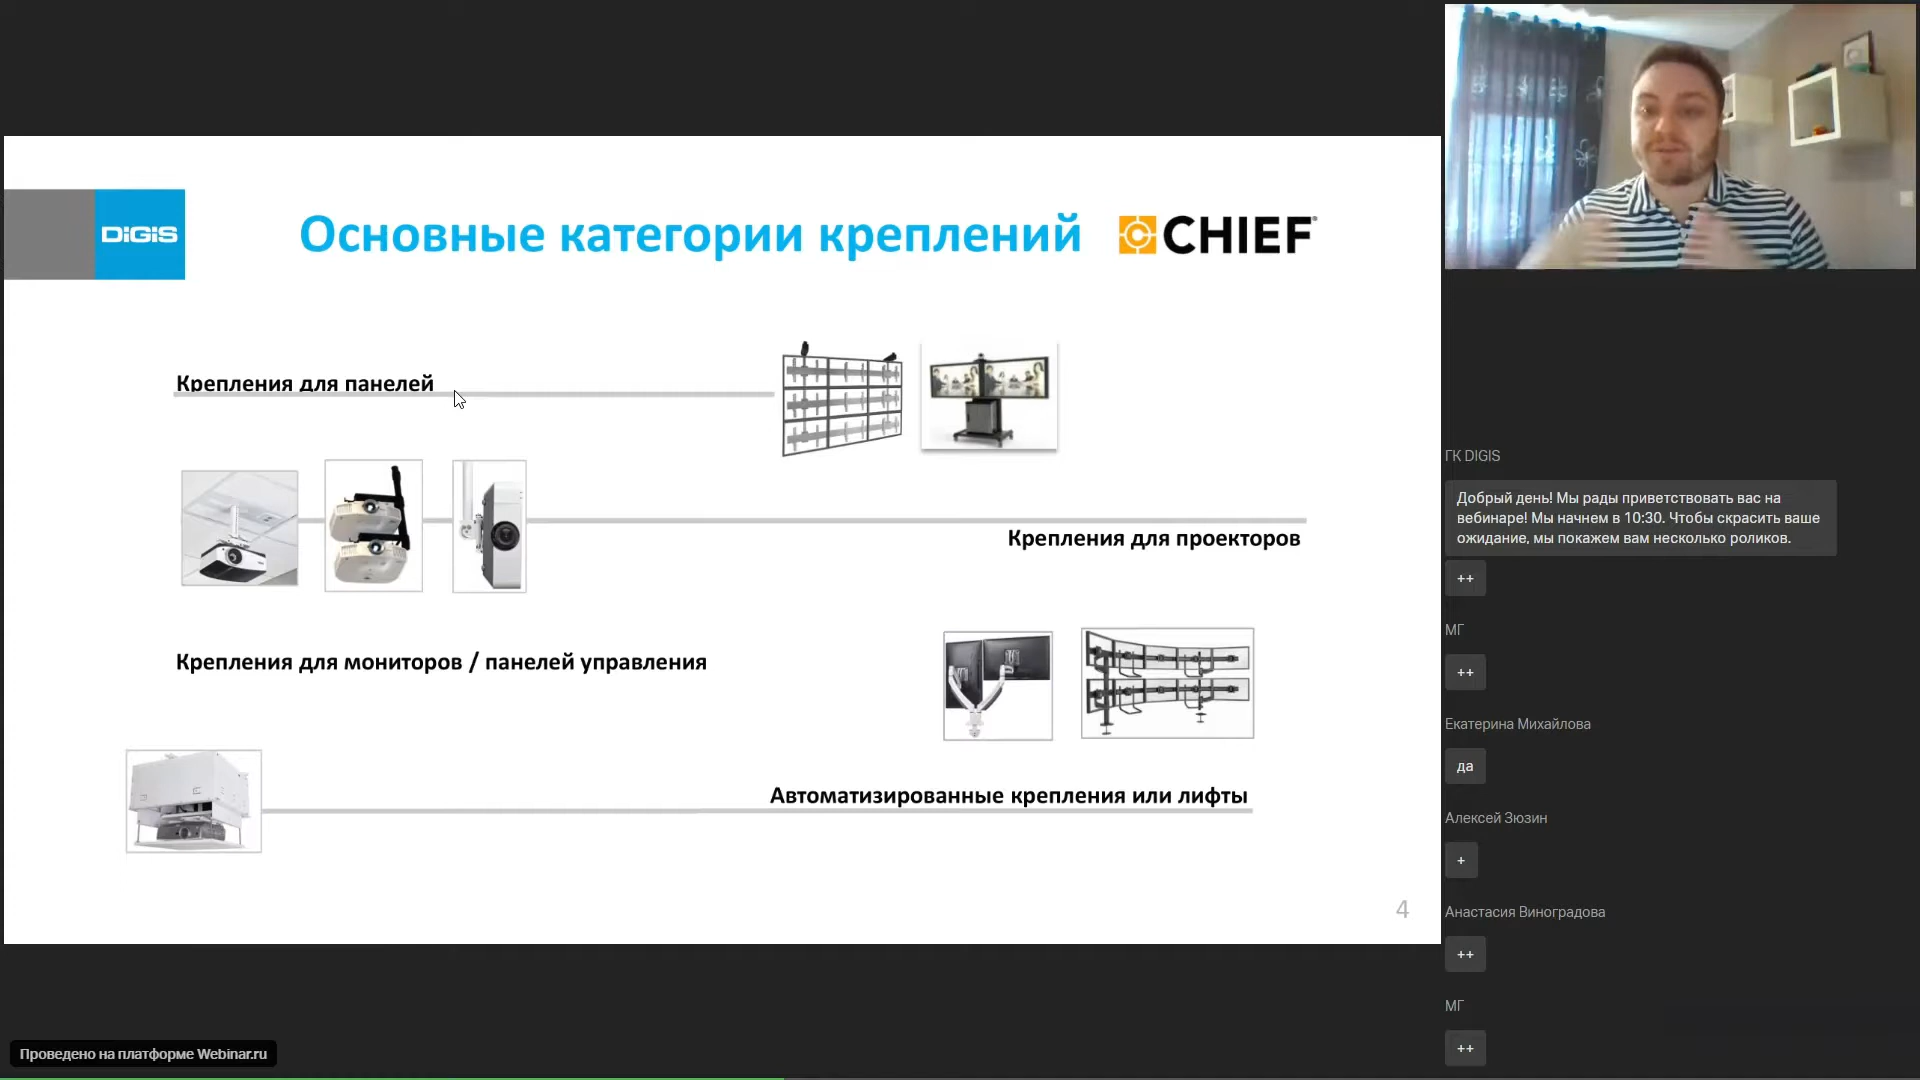 DIGIS
Основные категории креплений
CHIEF
Крепления для панелей
Крепления для проекторов
Крепления для мониторов / панелей управления
Автоматизированные крепления или лифты
4
Проведено на платформе Webinar.ru
ГК DIGIS
Добрый день! Мы рады приветствовать вас на
вебинаре! Мы начнем в 10:30. Чтобы скрасить ваше
ожидание, мы покажем вам несколько роликов.
++
МГ
++
Екатерина Михайлова
да
Алексей Зюзин
+
Анастасия Виноградова
++
МГ
++